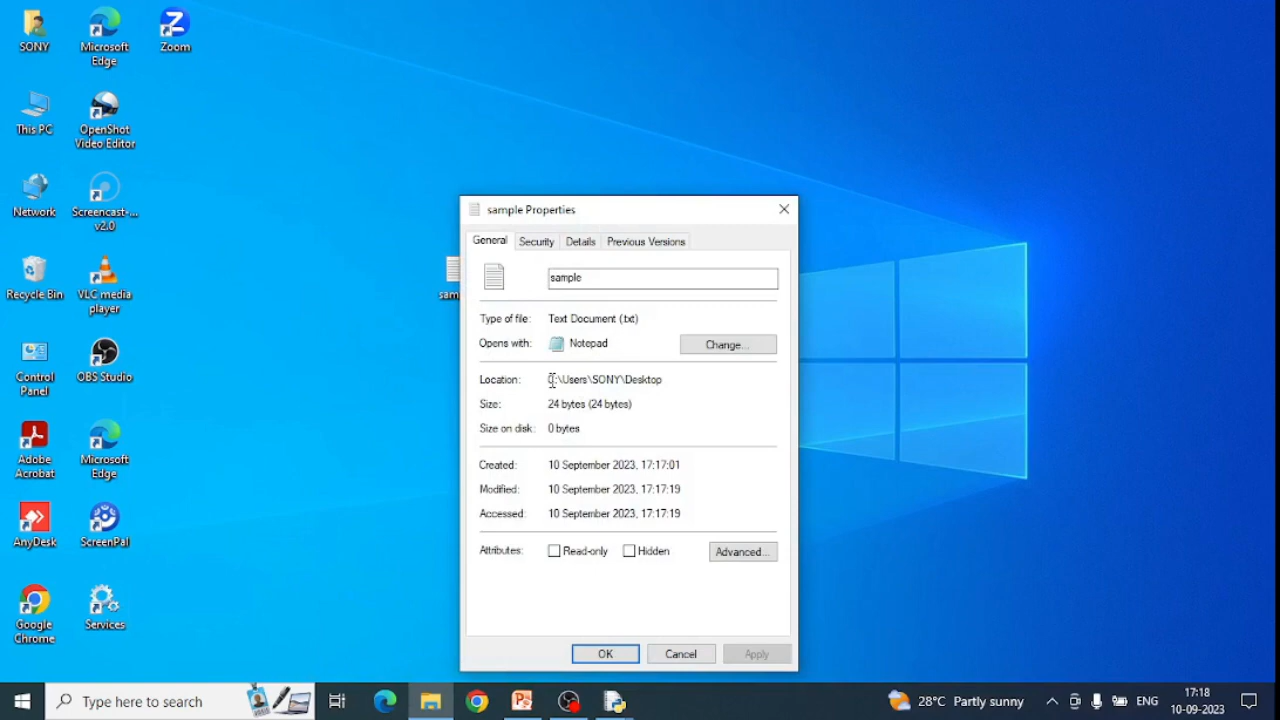 SONY
Microsoft
Edge
Zoom
This PC
OpenShot
Video Editor
Network
Screencast-...
v2.0
Recycle Bin
VLC media
player
Control
Panel
OBS Studio
Adobe
Acrobat
Microsoft
Edge
AnyDesk
ScreenPal
Google
Chrome
Services
sam
sample Properties
General Security Details Previous Versions
sample
Type of file: Text Document (.txt)
Opens with: Notepad Change...
Location: C:\Users\SONY\Desktop
Size: 24 bytes (24 bytes)
Size on disk: 0 bytes
Created: 10 September 2023, 17:17:01
Modified: 10 September 2023, 17:17:19
Accessed: 10 September 2023, 17:17:19
Attributes: Read-only Hidden Advanced...
OK Cancel Apply
Type here to search
28°C Partly sunny
ENG
17:18
10-09-2023